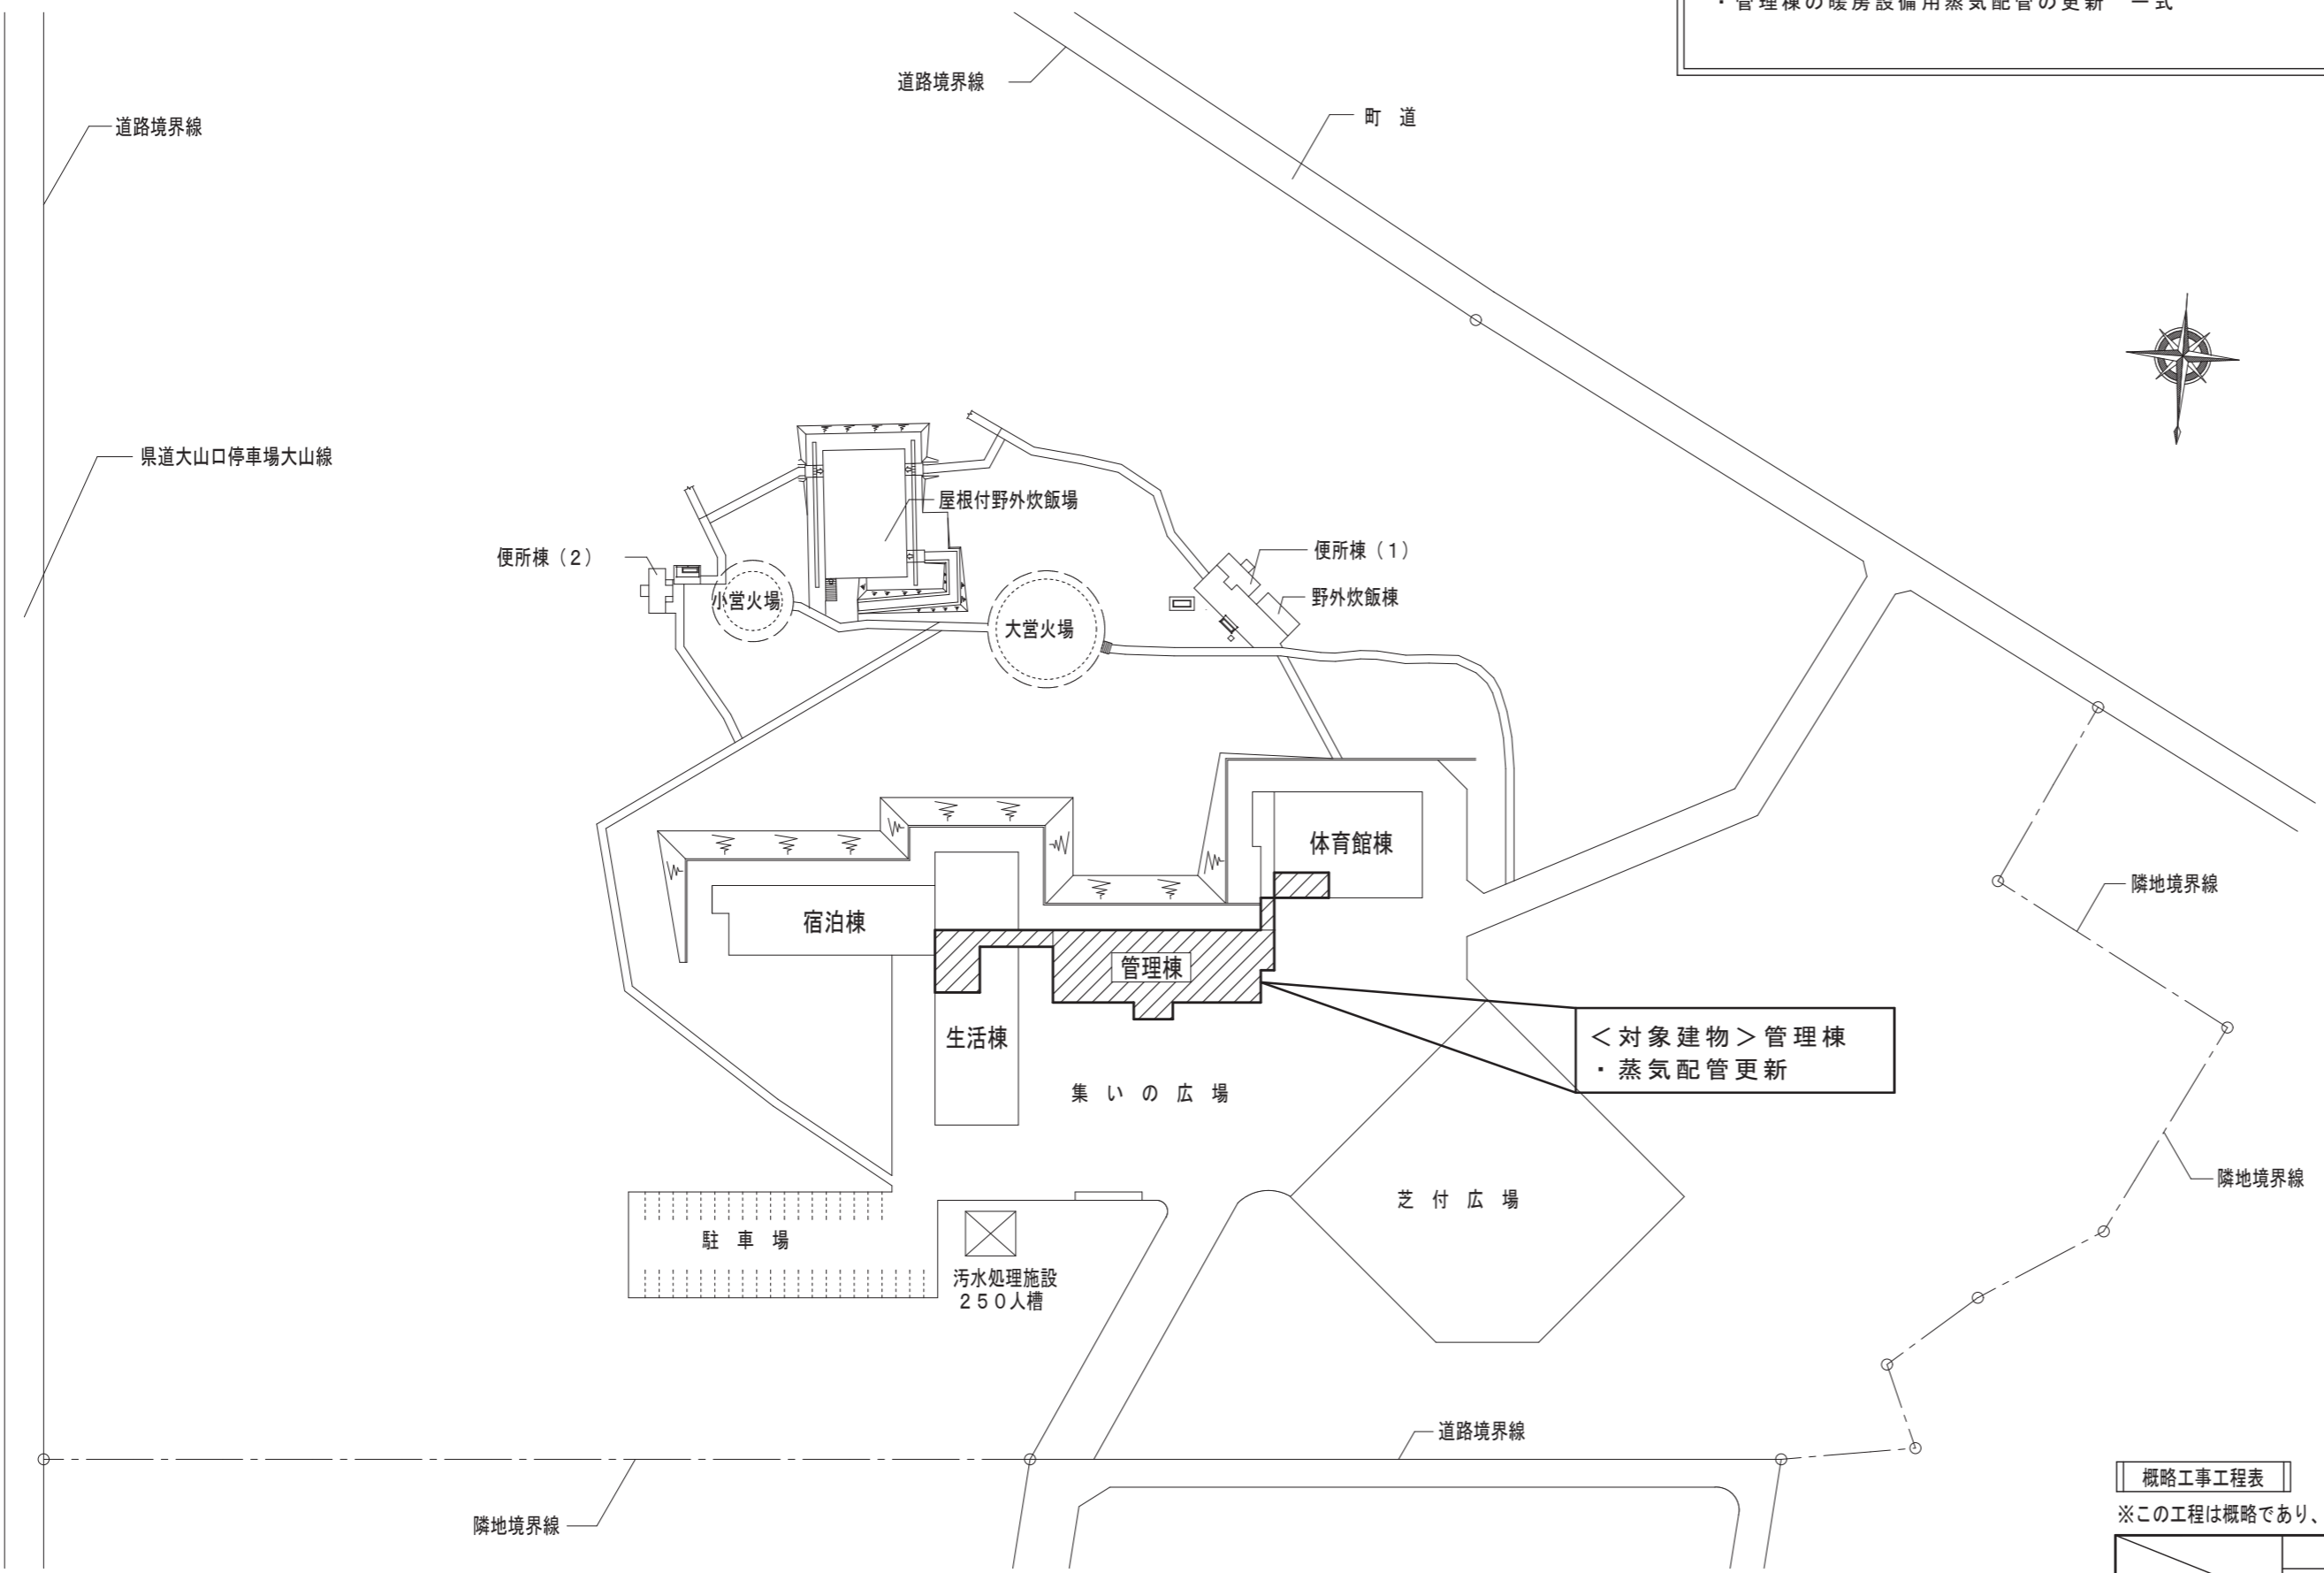 ・管理棟の暖房設備用蒸気配管の更新　一式
道路境界線
道路境界線
町　道
県道大山口停車場大山線
屋根付野外炊飯場
便所棟（２）
便所棟（１）
小営火場
野外炊飯棟
大営火場
体育館棟
隣地境界線
宿泊棟
管理棟
＜対象建物＞管理棟
・蒸気配管更新
生活棟
集　い　の　広　場
隣地境界線
芝　付　広　場
駐　車　場
汚水処理施設
２５０人槽
道路境界線
概略工事工程表
※この工程は概略であり、
隣地境界線